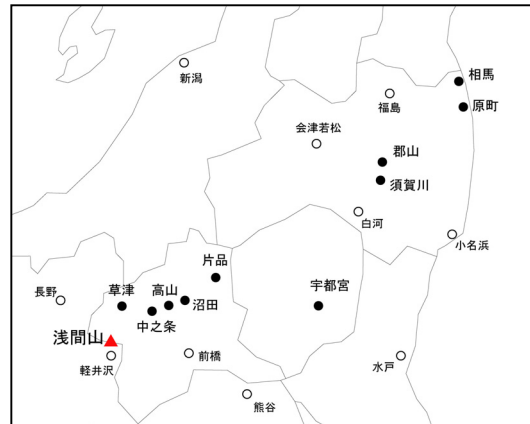 相馬
新潟
福島
原町
会津若松
郡山
須賀川
白河
小名浜
片品
長野
草津
高山
沼田
宇都宮
中之条
浅間山
前橋
軽井沢
水戸
熊谷